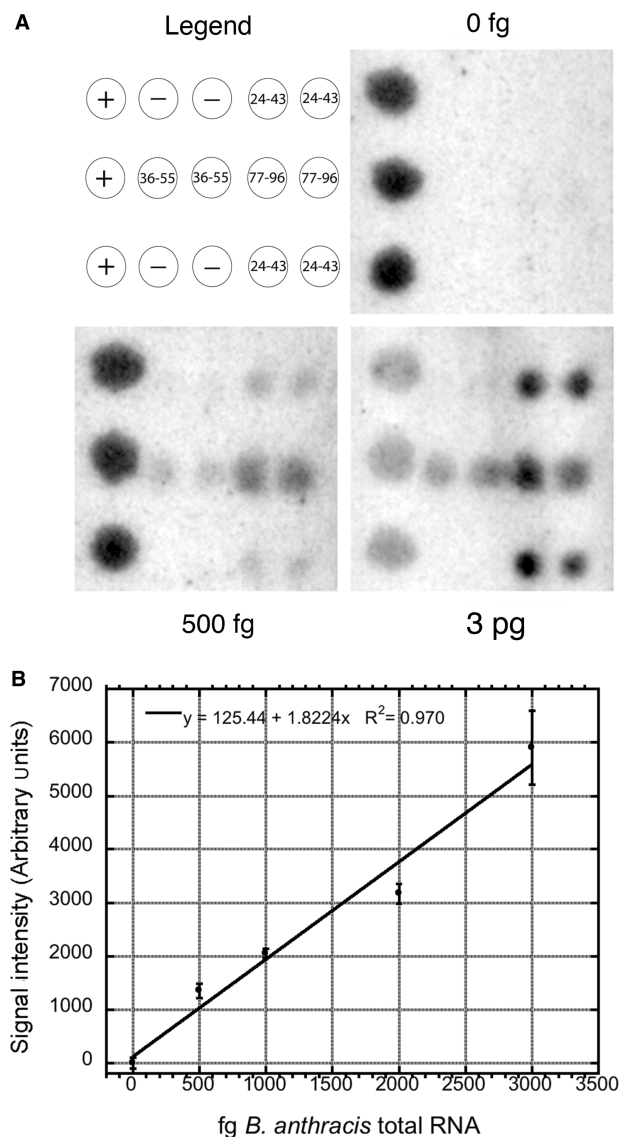 A
Legend
0 fg
+ − − 24-43 24-43
+ 36-55 36-55 77-96 77-96
+ − − 24-43 24-43
500 fg
3 pg
B
y = 125.44 + 1.8224x R²= 0.970
7000
6000
5000
4000
3000
2000
1000
0
Signal intensity (Arbitrary units)
0 500 1000 1500 2000 2500 3000 3500
fg B. anthracis total RNA